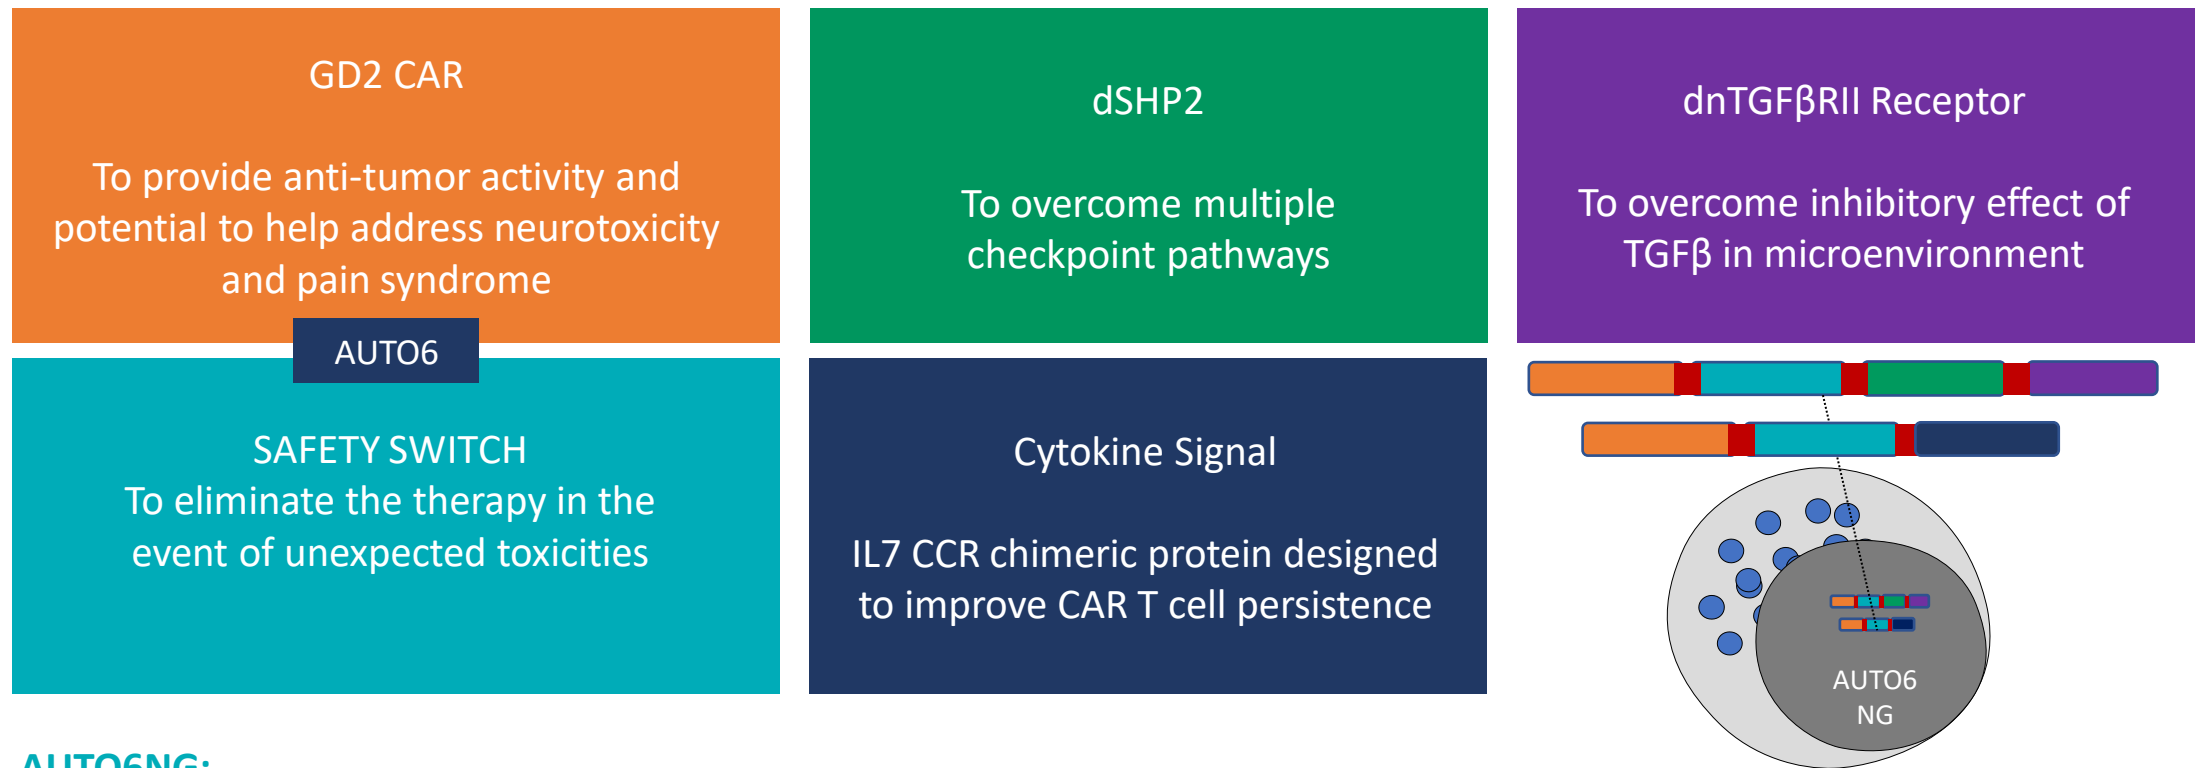 GD2 CAR
To provide anti-tumor activity and
potential to help address neurotoxicity
and pain syndrome
dSHP2
To overcome multiple
checkpoint pathways
dnTGFβRII Receptor
To overcome inhibitory effect of
TGFβ in microenvironment
AUTO6
SAFETY SWITCH
To eliminate the therapy in the
event of unexpected toxicities
Cytokine Signal
IL7 CCR chimeric protein designed
to improve CAR T cell persistence
AUTO6
NG
AUTO6NG: